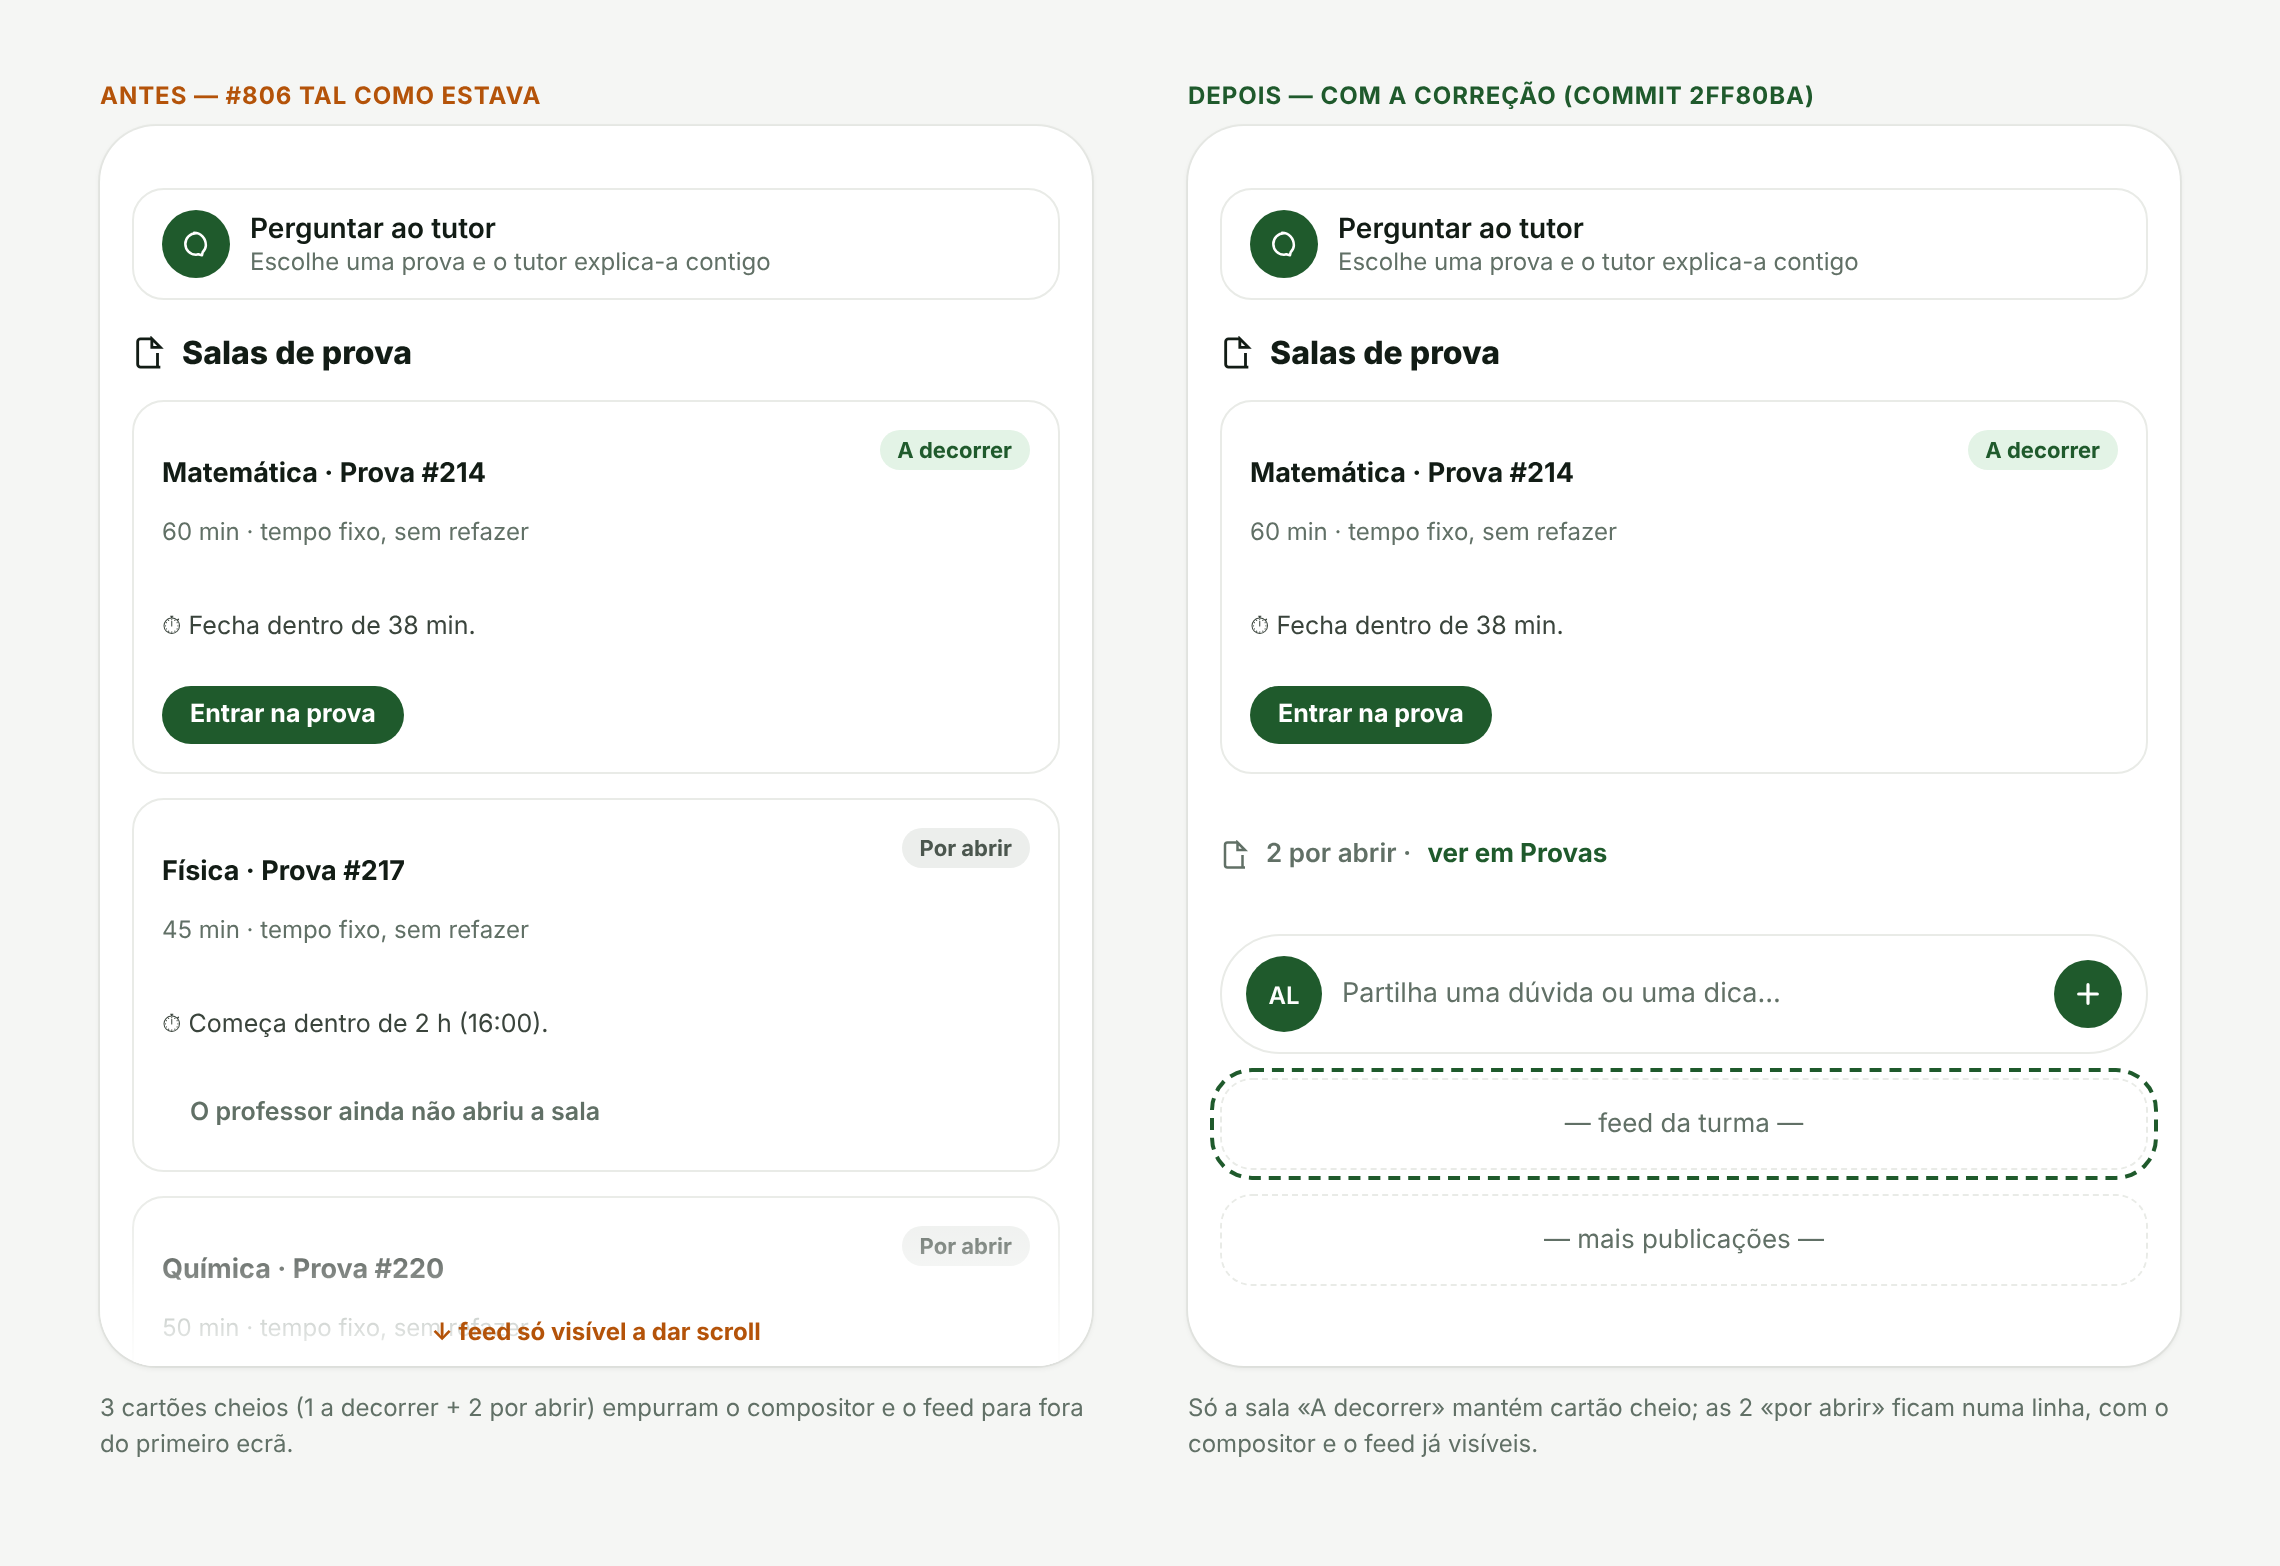 ANTES — #806 TAL COMO ESTAVA
Perguntar ao tutor
Escolhe uma prova e o tutor explica-a contigo
Salas de prova
A decorrer
Matemática · Prova #214
60 min · tempo fixo, sem refazer
⏱ Fecha dentro de 38 min.
Entrar na prova
Por abrir
Física · Prova #217
45 min · tempo fixo, sem refazer
⏱ Começa dentro de 2 h (16:00).
O professor ainda não abriu a sala
Por abrir
Química · Prova #220
50 min · tempo fixo, sem refazer
↓ feed só visível a dar scroll
3 cartões cheios (1 a decorrer + 2 por abrir) empurram o compositor e o feed para fora
do primeiro ecrã.
DEPOIS — COM A CORREÇÃO (COMMIT 2FF80BA)
Perguntar ao tutor
Escolhe uma prova e o tutor explica-a contigo
Salas de prova
A decorrer
Matemática · Prova #214
60 min · tempo fixo, sem refazer
⏱ Fecha dentro de 38 min.
Entrar na prova
2 por abrir · ver em Provas
AL Partilha uma dúvida ou uma dica... +
— feed da turma —
— mais publicações —
Só a sala «A decorrer» mantém cartão cheio; as 2 «por abrir» ficam numa linha, com o
compositor e o feed já visíveis.